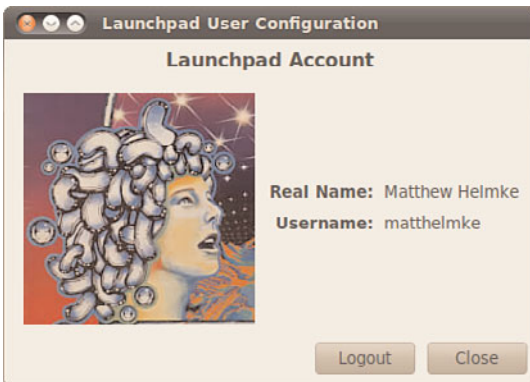 Launchpad User Configuration
Launchpad Account
Real Name: Matthew Helmke
Username: matthelmke
Logout Close